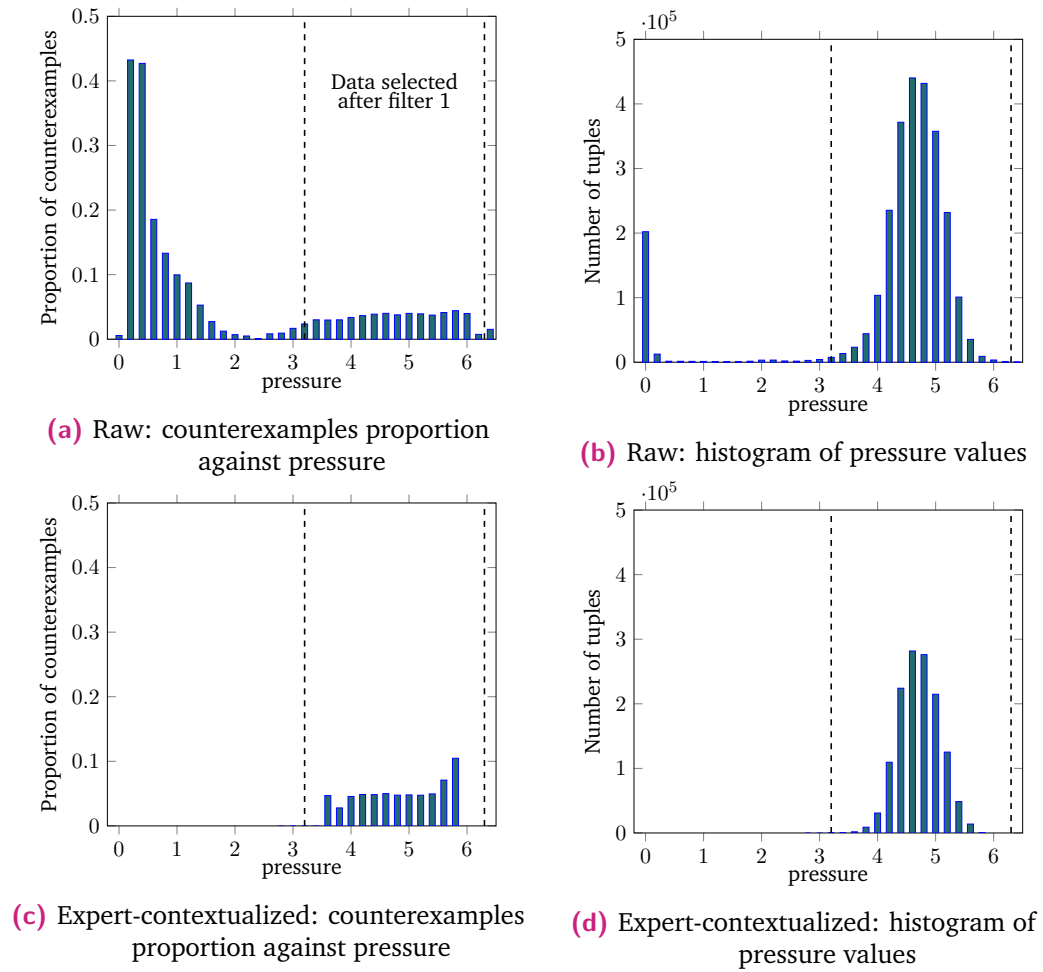 0.5
0.4
0.3
0.2
0.1
0
Proportion of counterexamples
Data selected
after filter 1
0 1 2 3 4 5 6
pressure
(a) Raw: counterexamples proportion
against pressure
·10⁵
5
4
3
2
1
0
Number of tuples
0 1 2 3 4 5 6
pressure
(b) Raw: histogram of pressure values
0.5
0.4
0.3
0.2
0.1
0
Proportion of counterexamples
0 1 2 3 4 5 6
pressure
(c) Expert-contextualized: counterexamples
proportion against pressure
·10⁵
5
4
3
2
1
0
Number of tuples
0 1 2 3 4 5 6
pressure
(d) Expert-contextualized: histogram of
pressure values